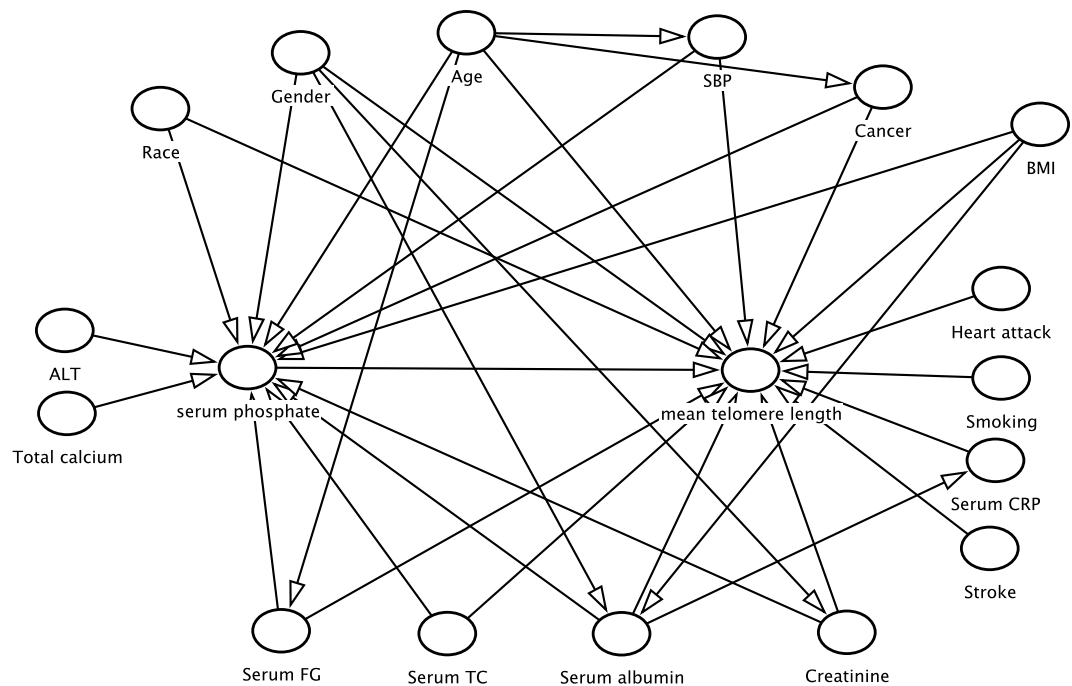 Age
SBP
Gender
Cancer
Race
BMI
Heart attack
ALT
serum phosphate
mean telomere length
Smoking
Total calcium
Serum CRP
Stroke
Serum FG
Serum TC
Serum albumin
Creatinine